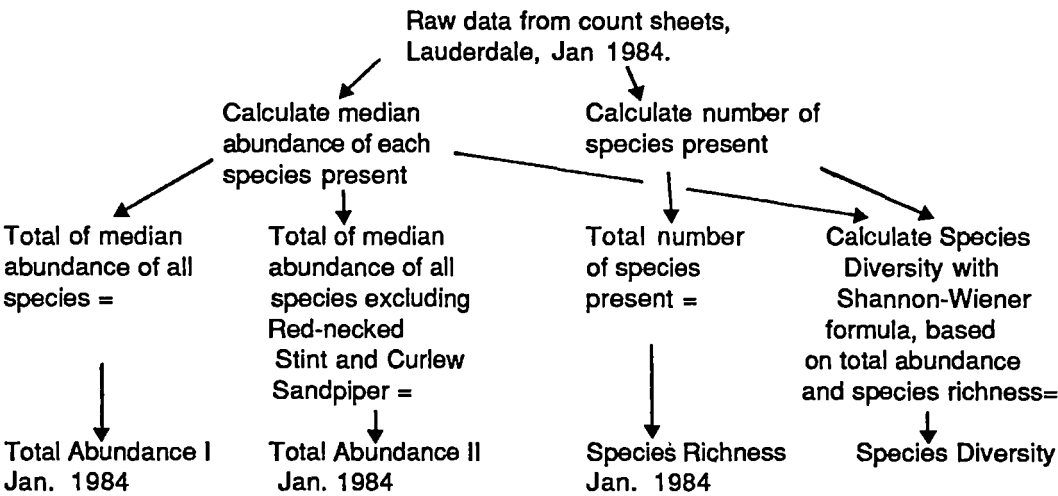 Raw data from count sheets,
Lauderdale, Jan 1984.
Calculate median
abundance of each
species present
Calculate number of
species present
Total of median
abundance of all
species =
Total of median
abundance of all
species excluding
Red-necked
Stint and Curlew
Sandpiper =
Total number
of species
present =
Calculate Species
Diversity with
Shannon-Wiener
formula, based
on total abundance
and species richness=
Total Abundance I
Jan. 1984
Total Abundance II
Jan. 1984
Species Richness
Jan. 1984
Species Diversity